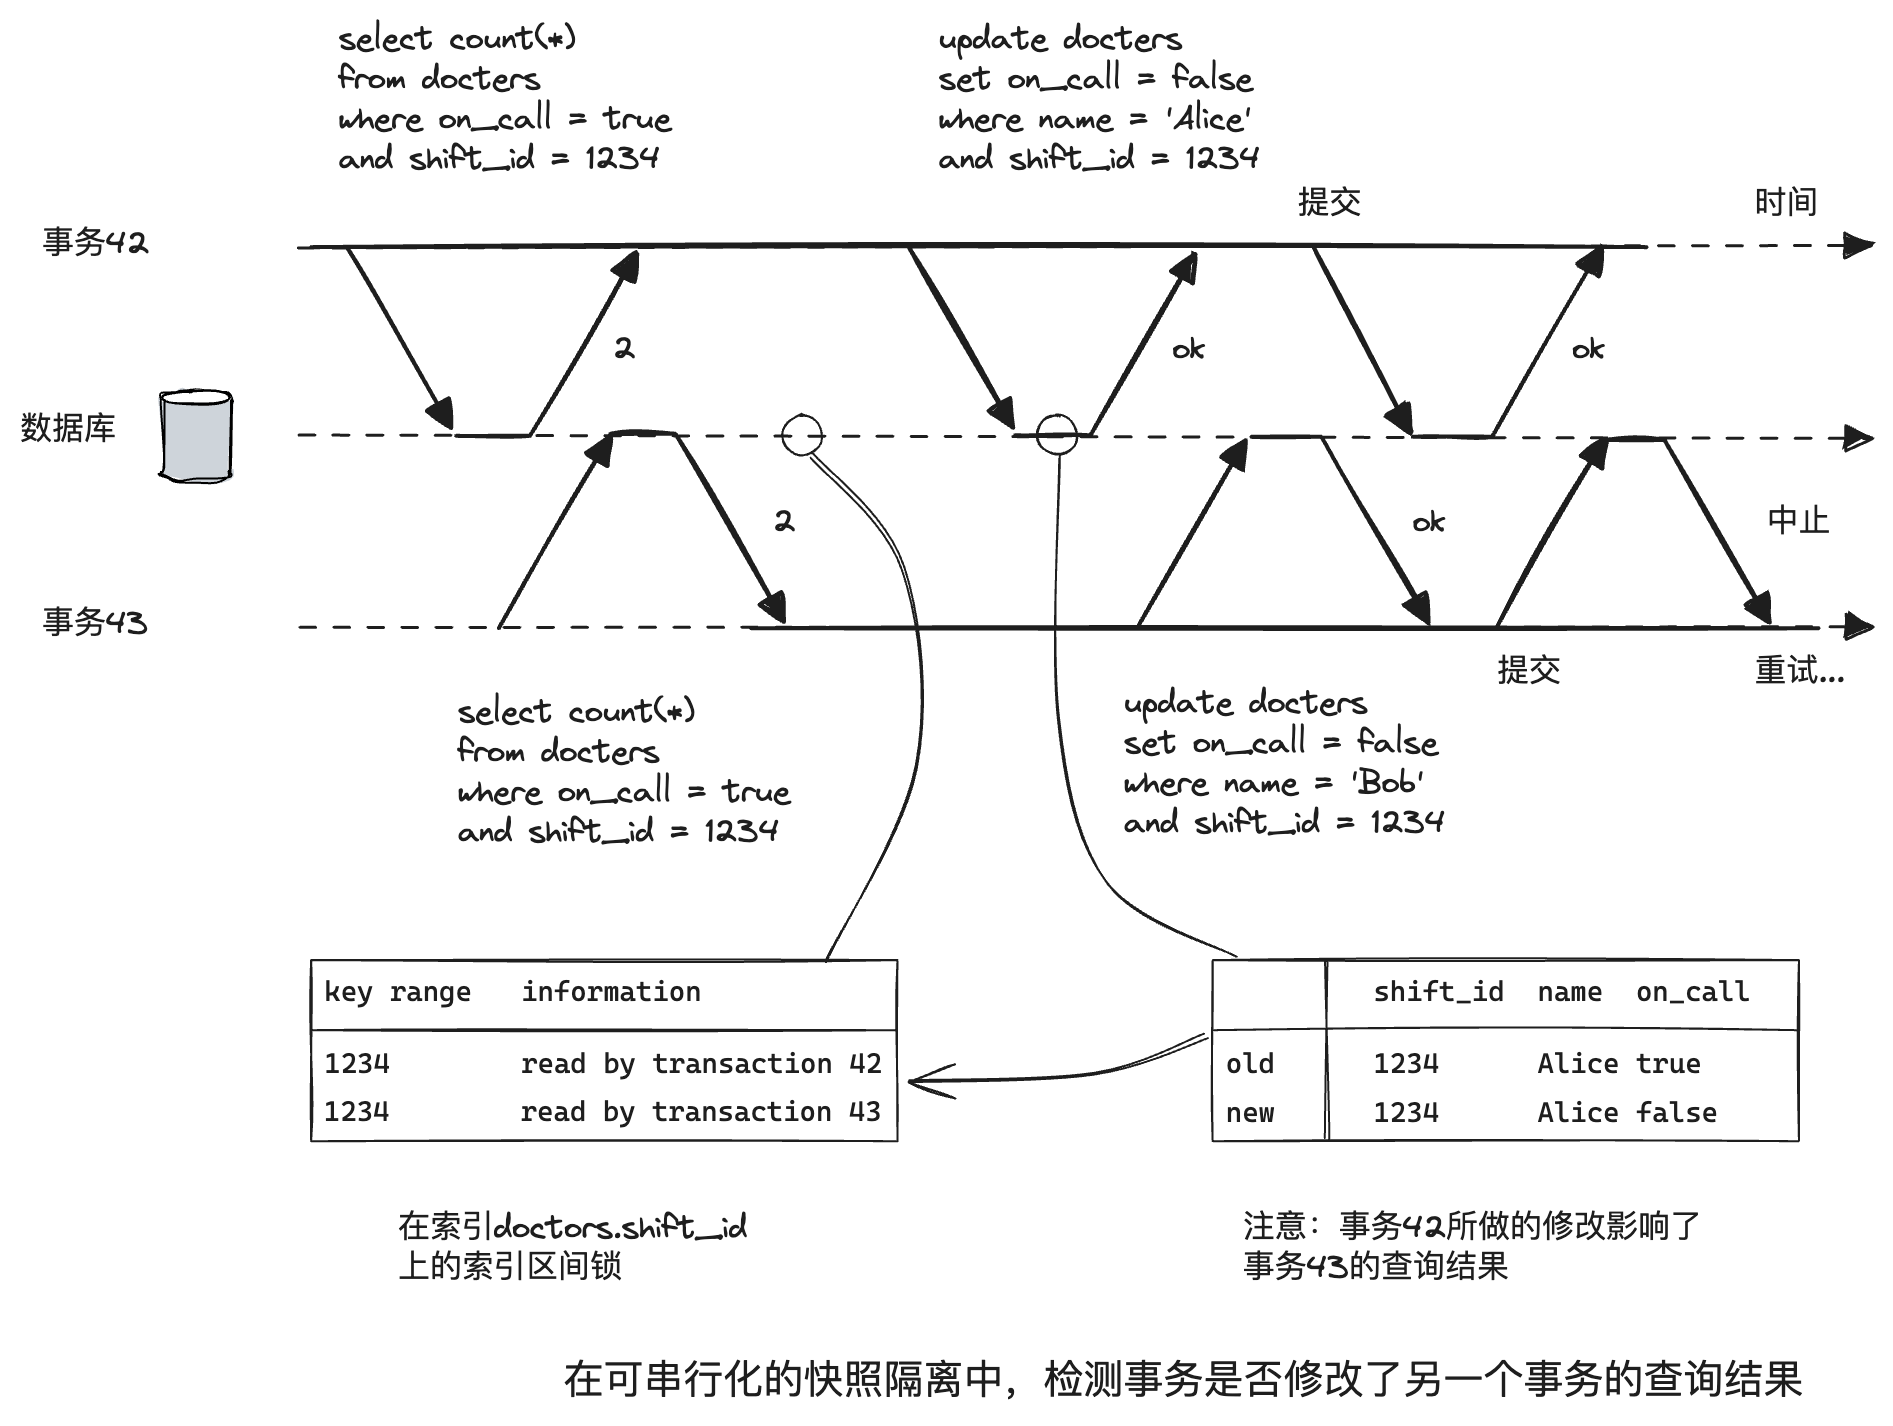 select count(*)
from docters
where on_call = true
and shift_id = 1234
update docters
set on_call = false
where name = 'Alice'
and shift_id = 1234
提交
时间
事务42
2
ok
ok
数据库
2
ok
中止
事务43
提交
重试...
select count(*)
from docters
where on_call = true
and shift_id = 1234
update docters
set on_call = false
where name = 'Bob'
and shift_id = 1234
key range information
1234 read by transaction 42
1234 read by transaction 43
shift_id name on_call
old 1234 Alice true
new 1234 Alice false
在索引doctors.shift_id
上的索引区间锁
注意：事务42所做的修改影响了
事务43的查询结果
在可串行化的快照隔离中，检测事务是否修改了另一个事务的查询结果